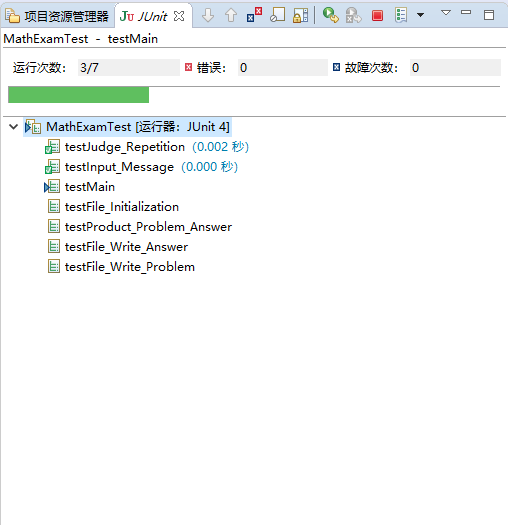 项目资源管理器 JU JUnit
MathExamTest - testMain
运行次数： 3/7 错误： 0 故障次数： 0
MathExamTest [运行器：JUnit 4]
testJudge_Repetition (0.002 秒)
testInput_Message (0.000 秒)
testMain
testFile_Initialization
testProduct_Problem_Answer
testFile_Write_Answer
testFile_Write_Problem